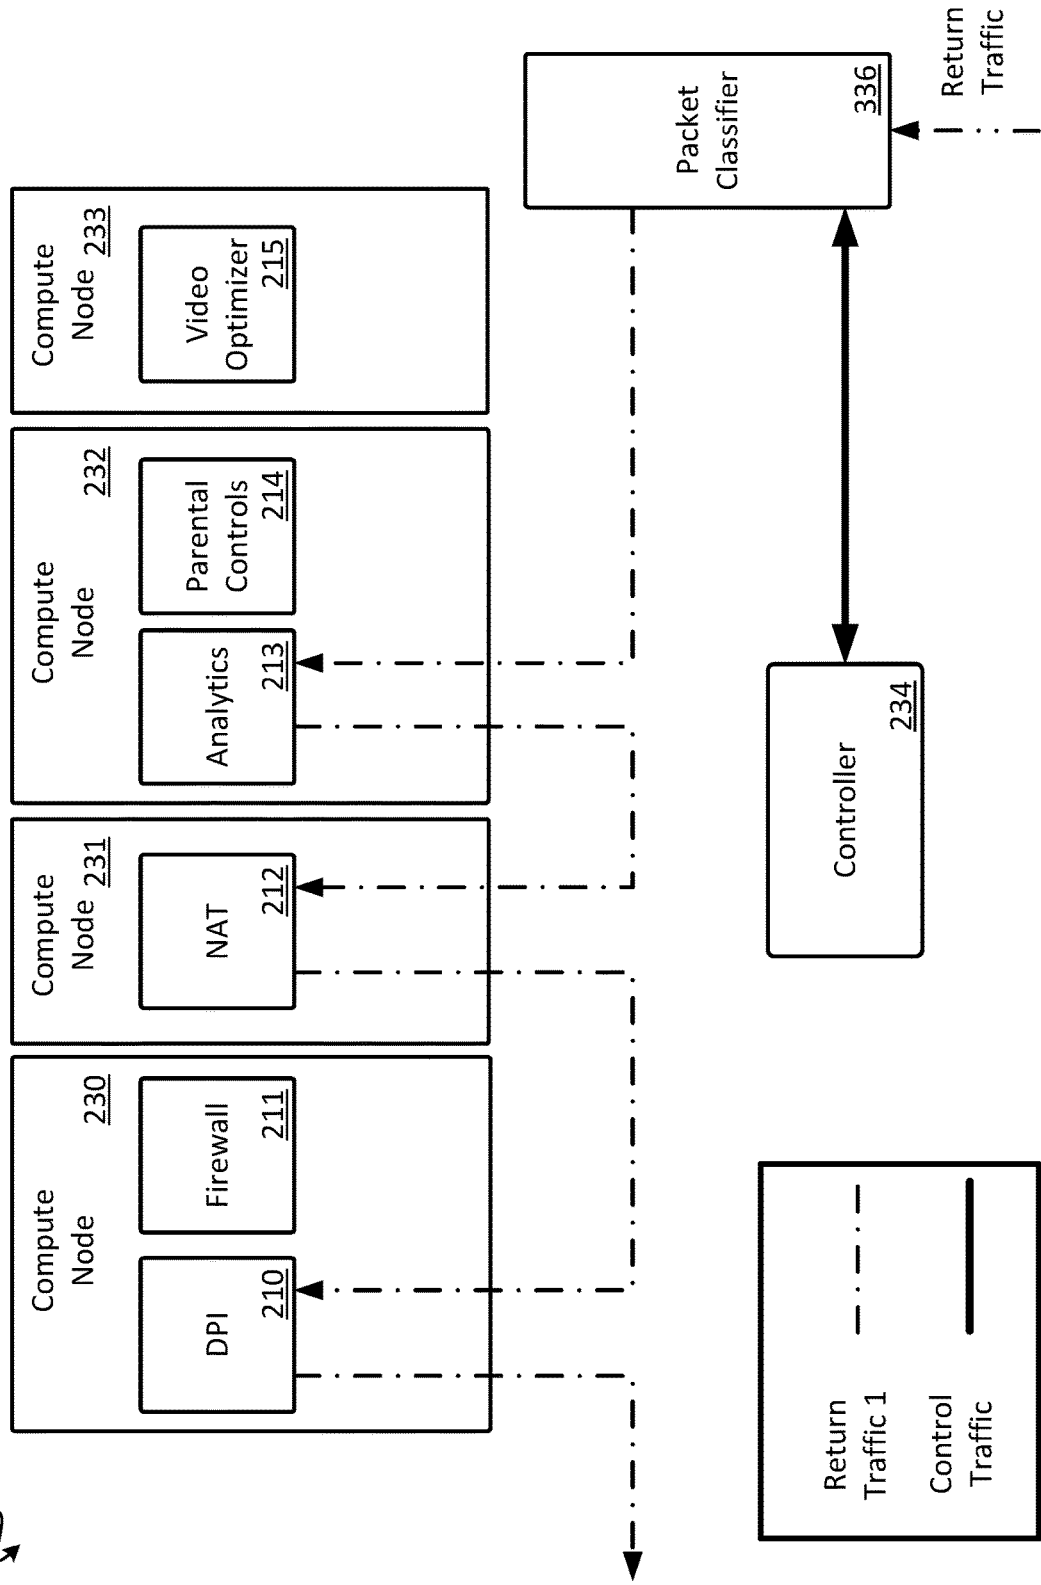 Compute
Node
230
DPI
210
Firewall
211
Compute
Node 231
NAT
212
Compute
Node
232
Analytics
213
Parental
Controls
214
Compute
Node 233
Video
Optimizer
215
Return
Traffic 1
Control
Traffic
Controller
234
Packet
Classifier
336
Return
Traffic